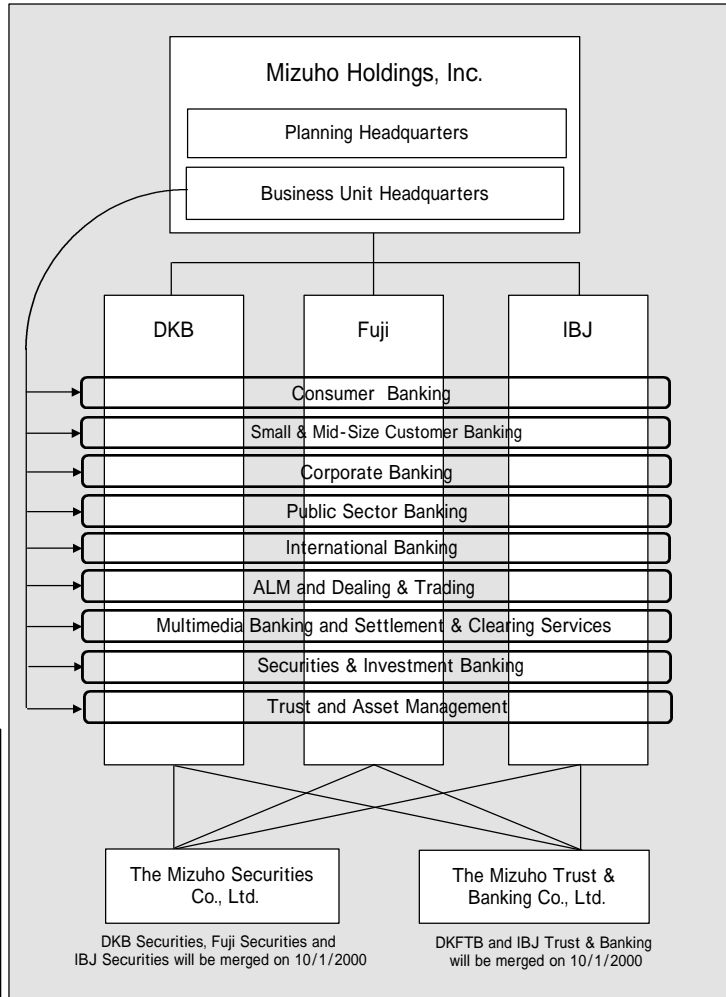 Mizuho Holdings, Inc.
Planning Headquarters
Business Unit Headquarters
DKB
Fuji
IBJ
Consumer Banking
Small & Mid-Size Customer Banking
Corporate Banking
Public Sector Banking
International Banking
ALM and Dealing & Trading
Multimedia Banking and Settlement & Clearing Services
Securities & Investment Banking
Trust and Asset Management
The Mizuho Securities
Co., Ltd.
The Mizuho Trust &
Banking Co., Ltd.
DKB Securities, Fuji Securities and
IBJ Securities will be merged on 10/1/2000
DKFTB and IBJ Trust & Banking
will be merged on 10/1/2000